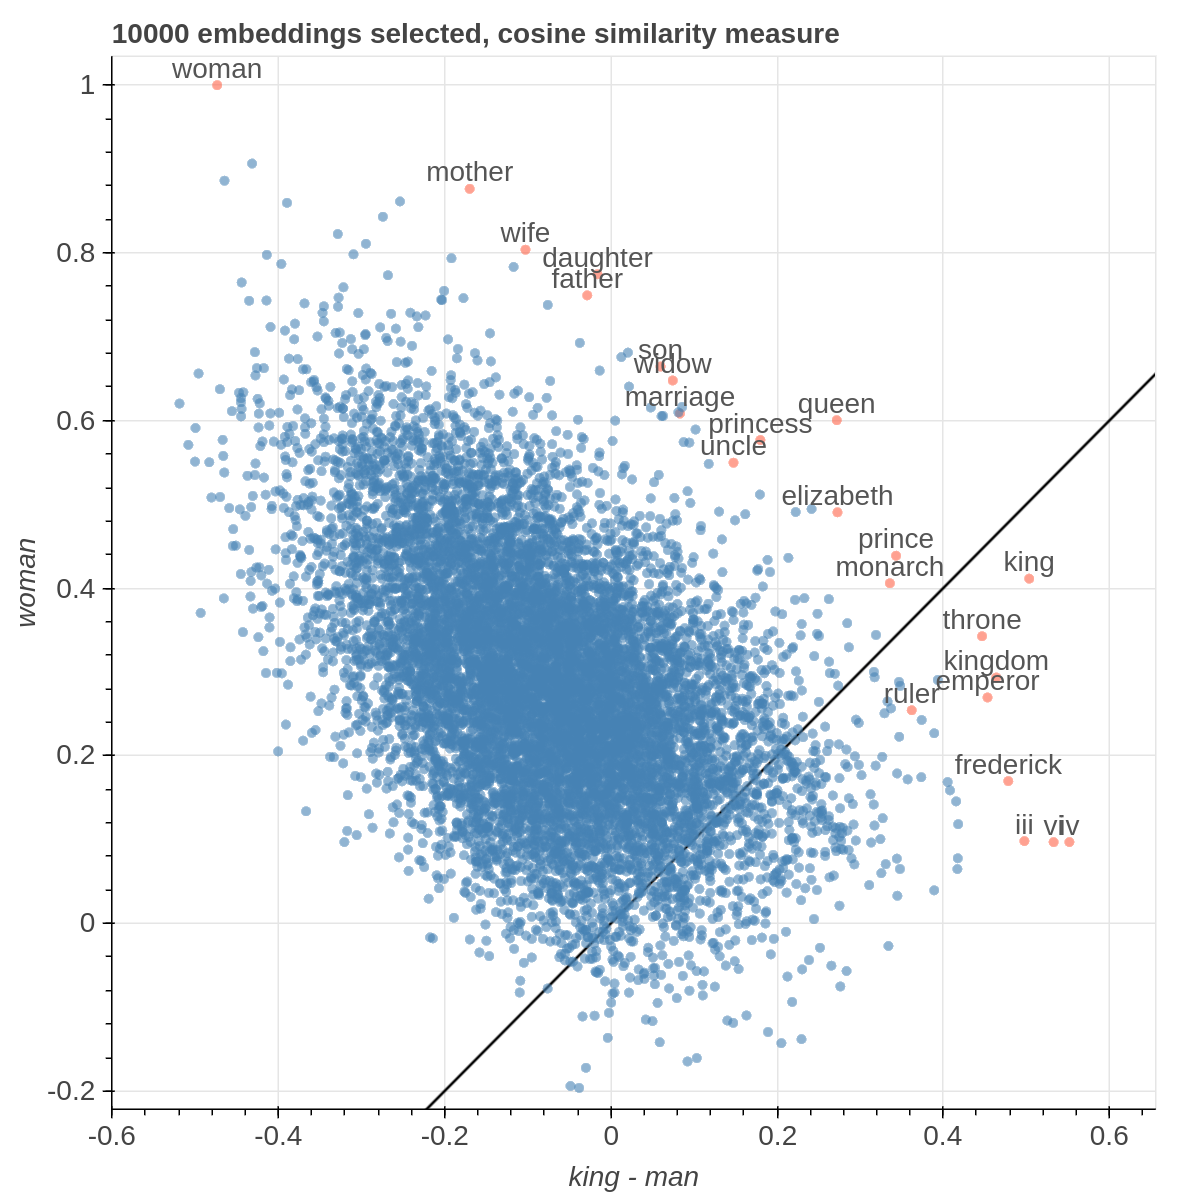 10000 embeddings selected, cosine similarity measure
woman
1
mother
wife
0.8
daughter
father
son
widow
marriage
queen
0.6
princess
uncle
elizabeth
prince
king
monarch
0.4
woman
throne
kingdom
emperor
ruler
0.2
frederick
iii
vi
iv
0
-0.2
-0.6
-0.4
-0.2
0
0.2
0.4
0.6
king - man